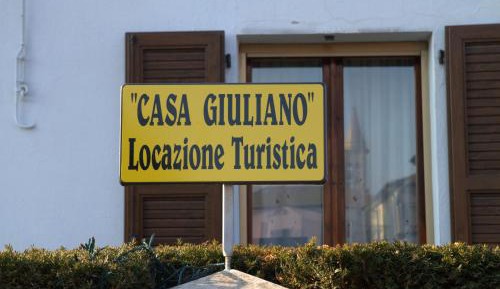 "CASA GIULIANO"
Locazione Turistica